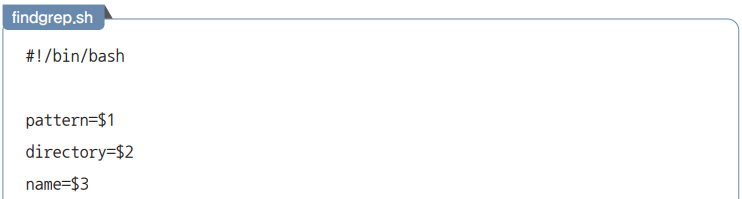 findgrep.sh
#!/bin/bash
pattern=$1
directory=$2
name=$3